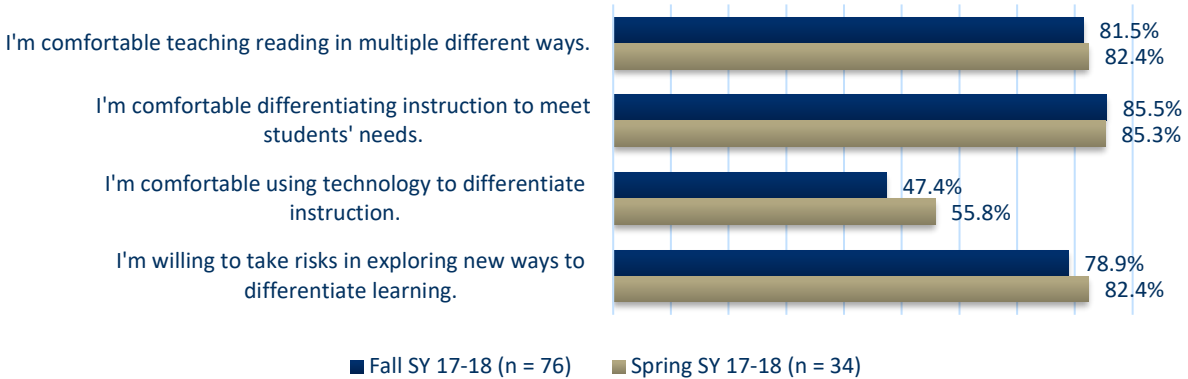 I'm comfortable teaching reading in multiple different ways.
81.5%
82.4%
I'm comfortable differentiating instruction to meet
students' needs.
85.5%
85.3%
I'm comfortable using technology to differentiate
instruction.
47.4%
55.8%
I'm willing to take risks in exploring new ways to
differentiate learning.
78.9%
82.4%
Fall SY 17-18 (n = 76) Spring SY 17-18 (n = 34)